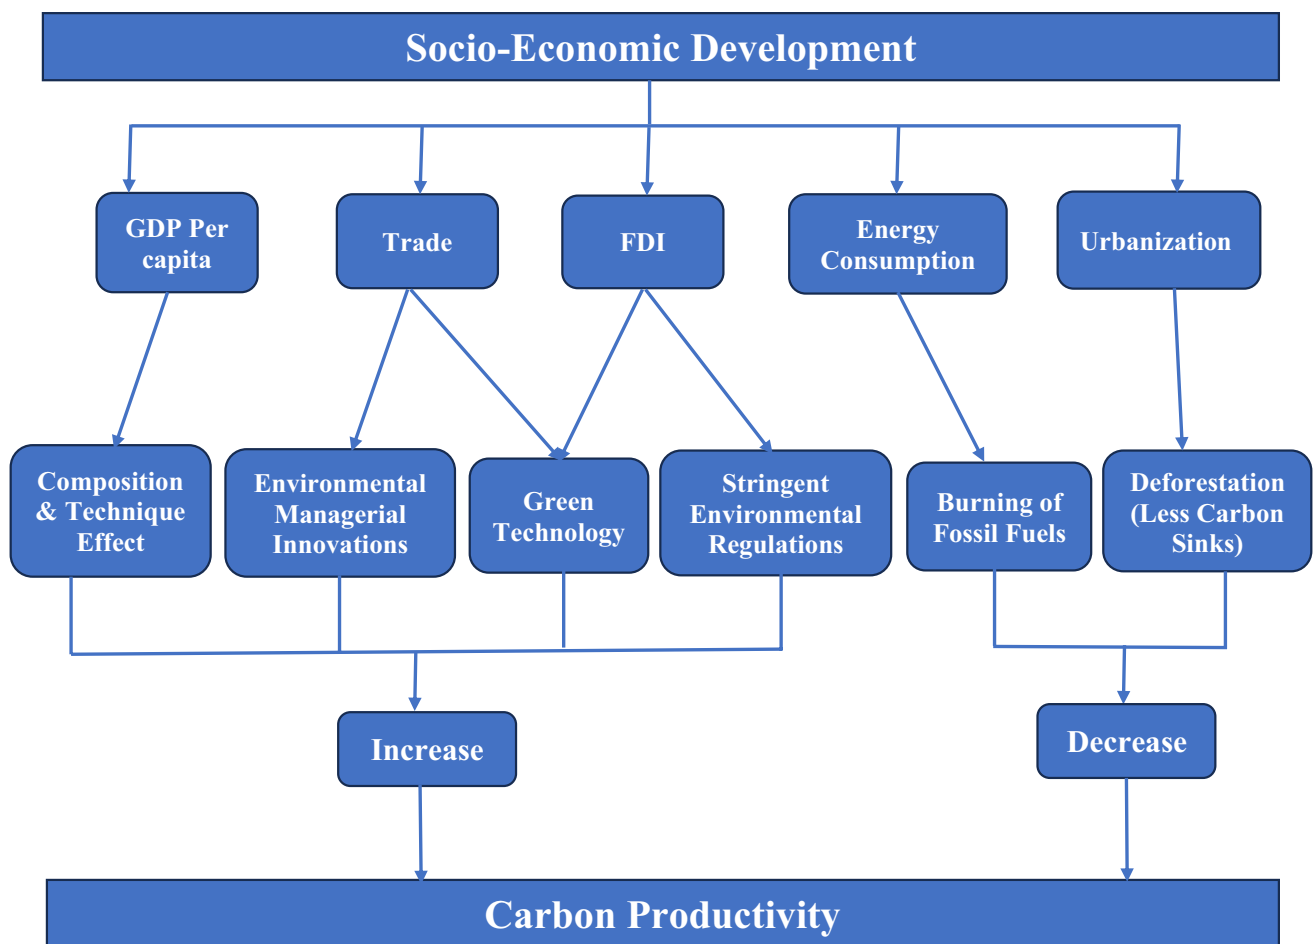 Socio-Economic Development
GDP Per
capita
Trade
FDI
Energy
Consumption
Urbanization
Composition
& Technique
Effect
Environmental
Managerial
Innovations
Green
Technology
Stringent
Environmental
Regulations
Burning of
Fossil Fuels
Deforestation
(Less Carbon
Sinks)
Increase
Decrease
Carbon Productivity